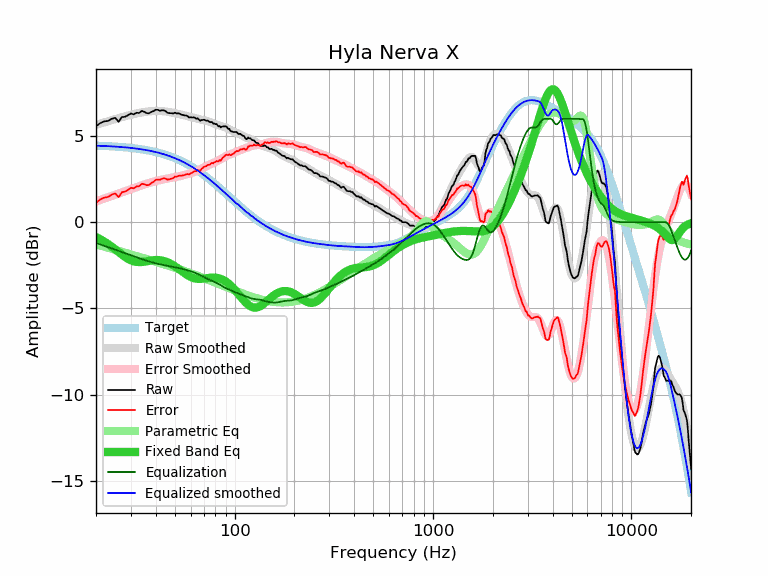 Hyla Nerva X
Amplitude (dBr)
5
0
−5
−10
−15
Target
Raw Smoothed
Error Smoothed
Raw
Error
Parametric Eq
Fixed Band Eq
Equalization
Equalized smoothed
100
1000
10000
Frequency (Hz)